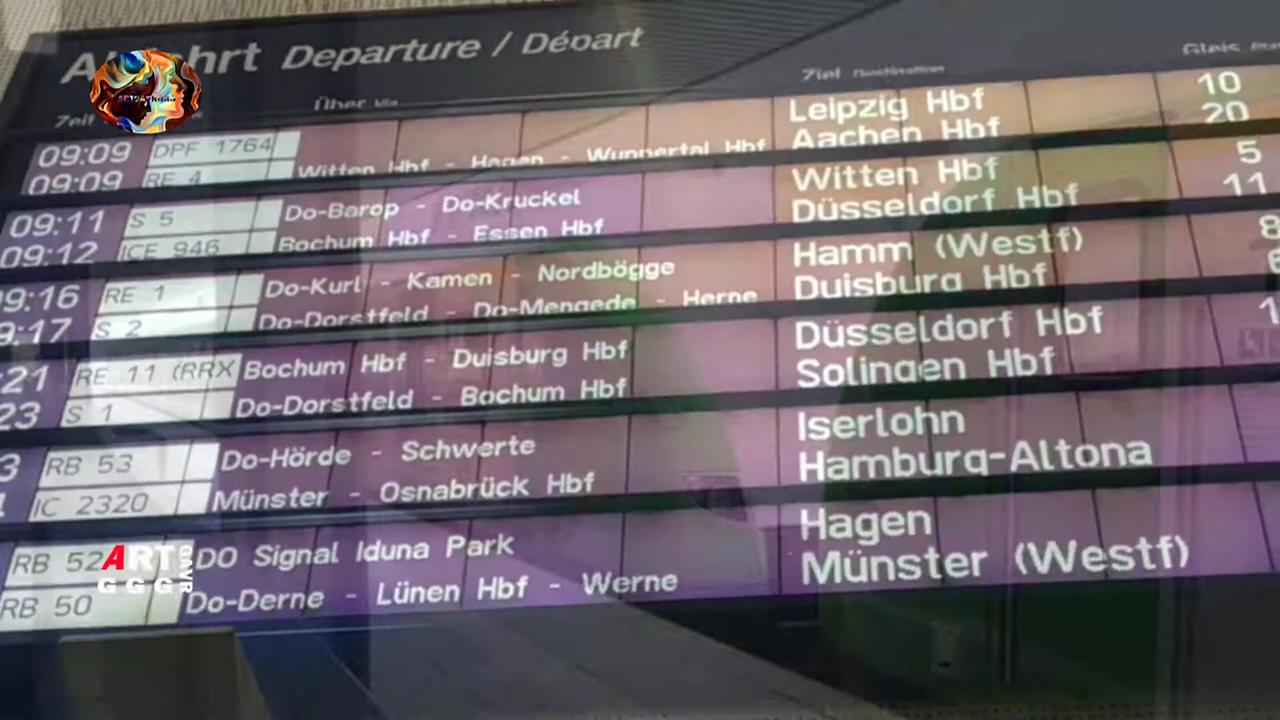 Departure / Départ
Zeit Über Via Ziel Gleis
09:09 DPF 1764 Leipzig Hbf 10
09:09 RE 4 Witten Hbf - Hagen - Wuppertal Hbf Aachen Hbf 20
09:11 S 5 Do-Barop - Do-Kruckel Witten Hbf 5
09:12 ICE 946 Bochum Hbf - Essen Hbf Düsseldorf Hbf 11
9:16 RE 1 Do-Kurl - Kamen - Nordbögge Hamm (Westf) 8
9:17 S 2 Do-Dorstfeld - Do-Mengede - Herne Duisburg Hbf
:21 RE 11 (RRX Bochum Hbf - Duisburg Hbf Düsseldorf Hbf 1
23 S 1 Do-Dorstfeld - Bochum Hbf Solingen Hbf
3 RB 53 Do-Hörde - Schwerte Iserlohn
IC 2320 Münster - Osnabrück Hbf Hamburg-Altona
RB 52 DO Signal Iduna Park Hagen
RB 50 Do-Derne - Lünen Hbf - Werne Münster (Westf)
ART
GGG